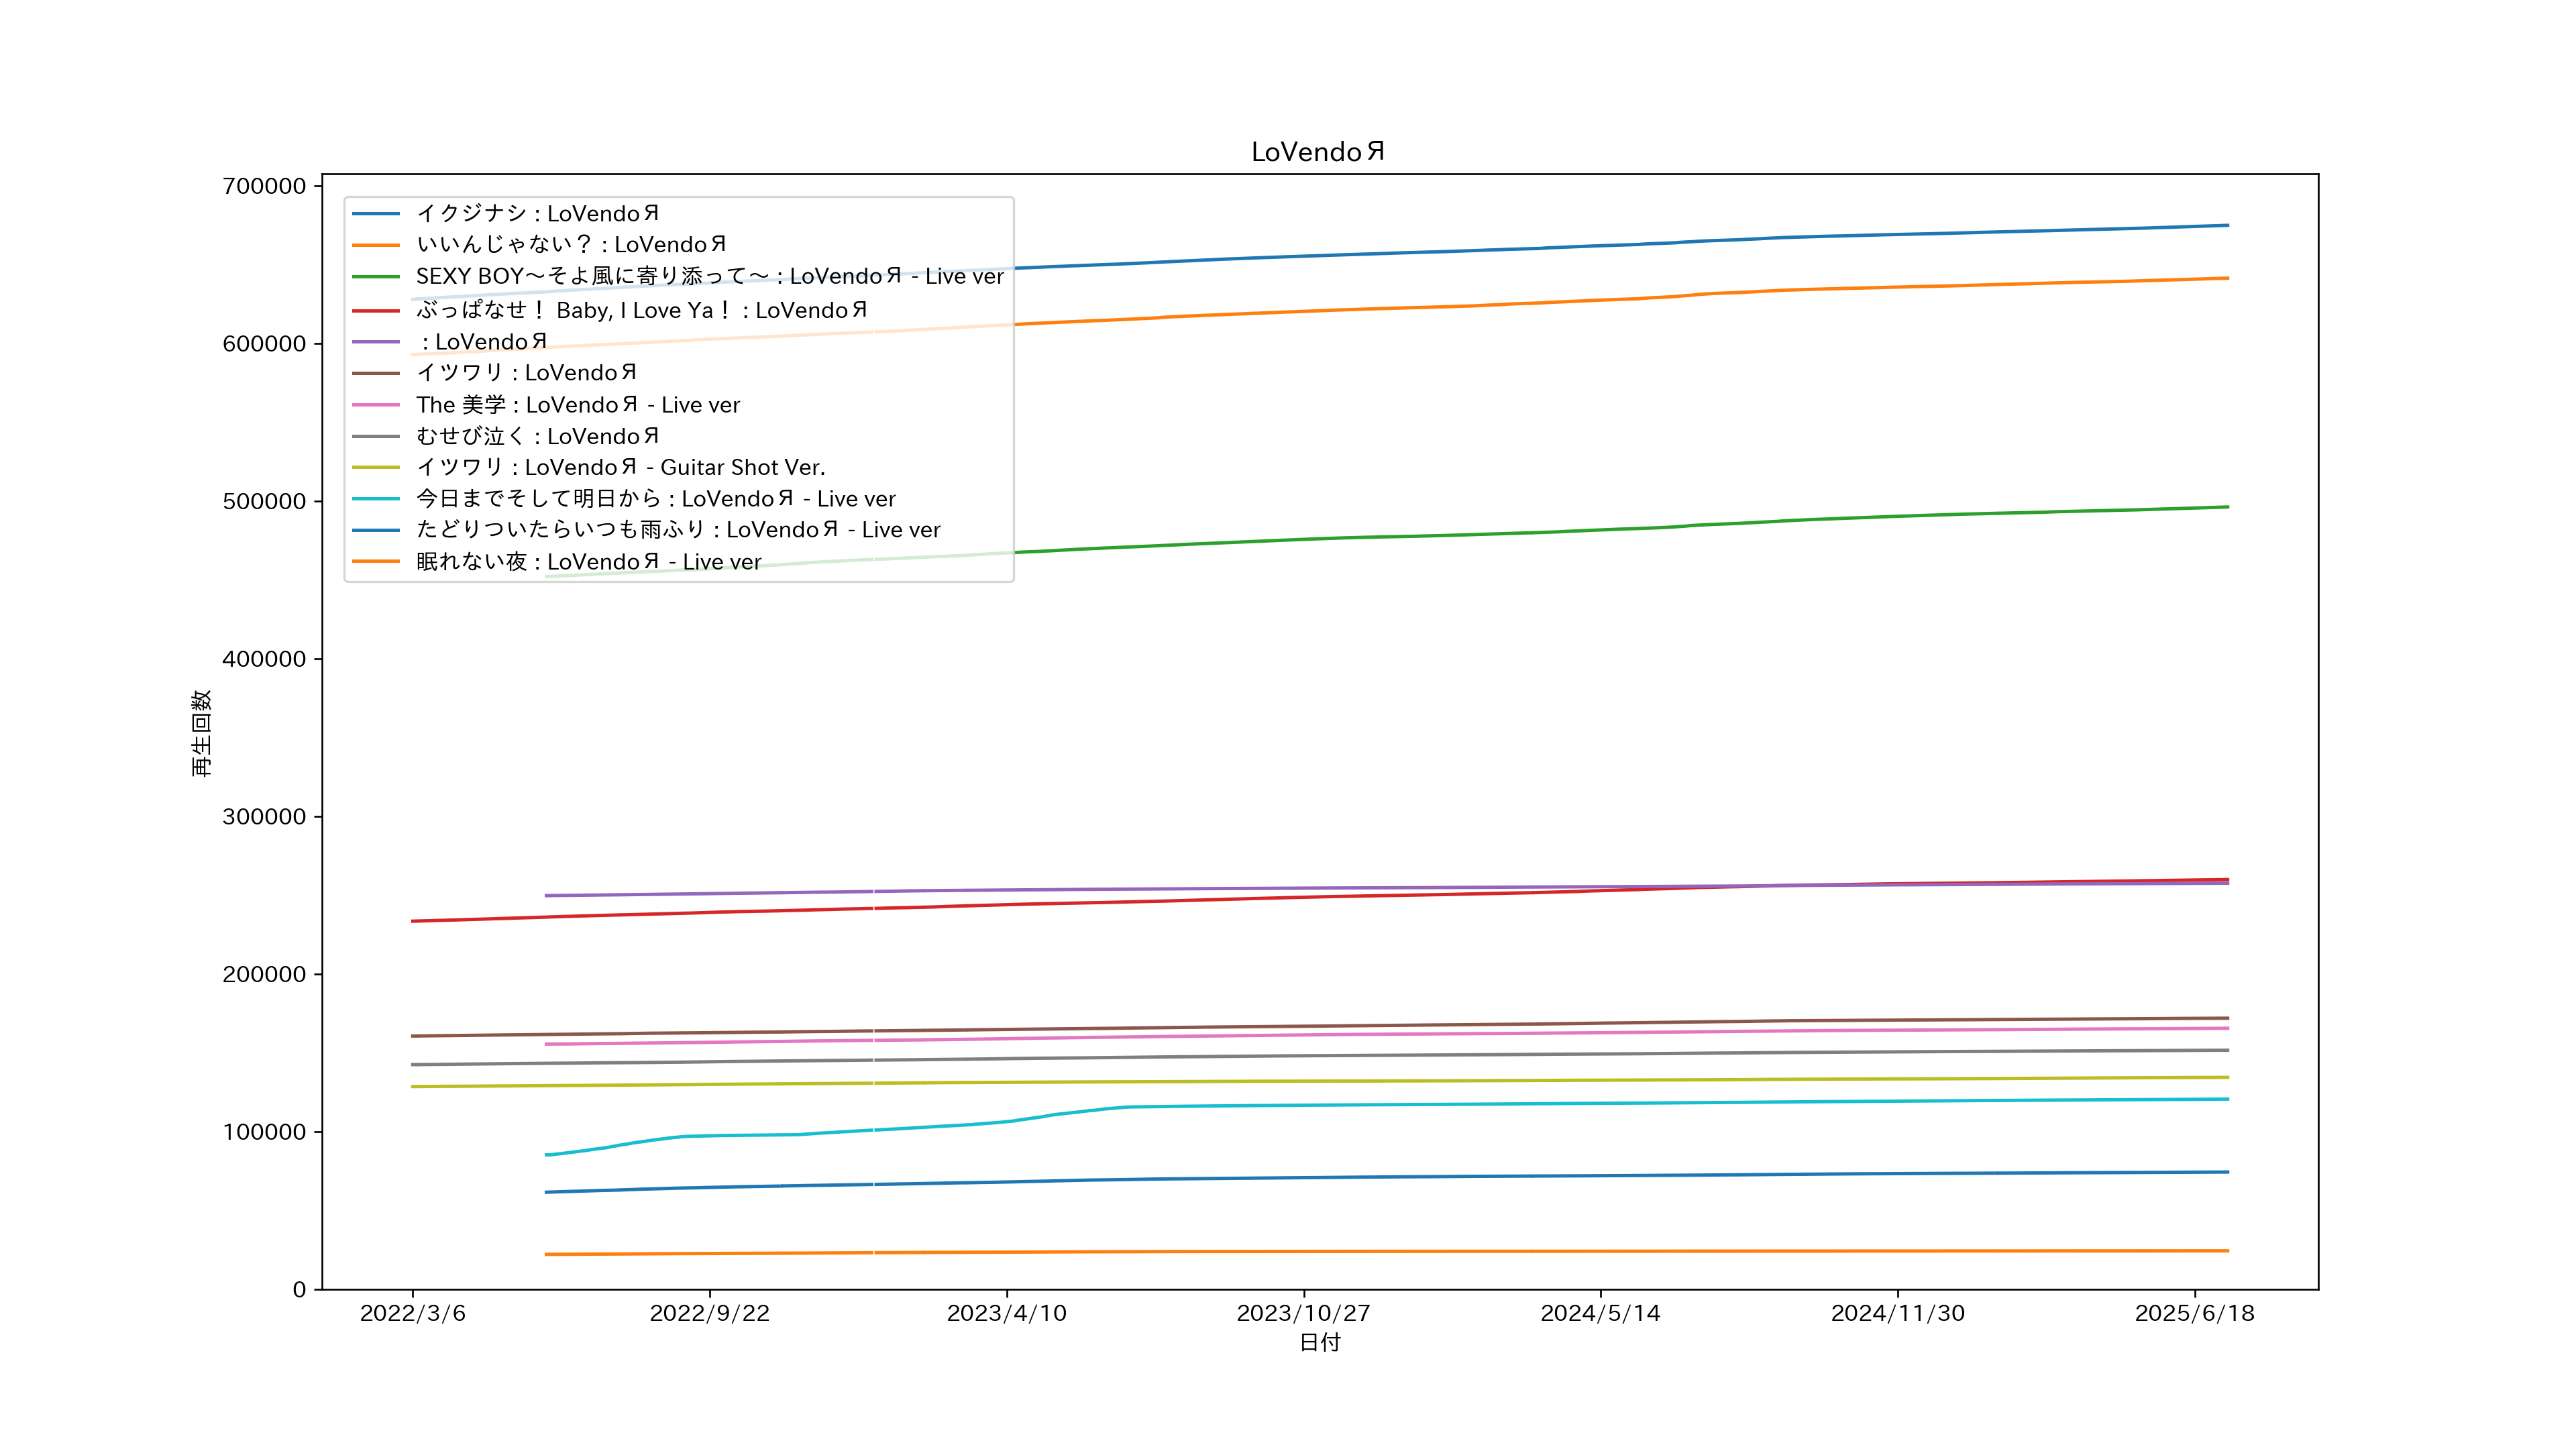 LoVendoЯ
700000
600000
500000
400000
300000
200000
100000
0
再生回数
イクジナシ : LoVendoЯ
いいんじゃない？ : LoVendoЯ
SEXY BOY～そよ風に寄り添って～ : LoVendoЯ - Live ver
ぶっぱなせ！ Baby, I Love Ya！ : LoVendoЯ
: LoVendoЯ
イツワリ : LoVendoЯ
The 美学 : LoVendoЯ - Live ver
むせび泣く : LoVendoЯ
イツワリ : LoVendoЯ - Guitar Shot Ver.
今日までそして明日から : LoVendoЯ - Live ver
たどりついたらいつも雨ふり : LoVendoЯ - Live ver
眠れない夜 : LoVendoЯ - Live ver
2022/3/6 2022/9/22 2023/4/10 2023/10/27 2024/5/14 2024/11/30 2025/6/18
日付